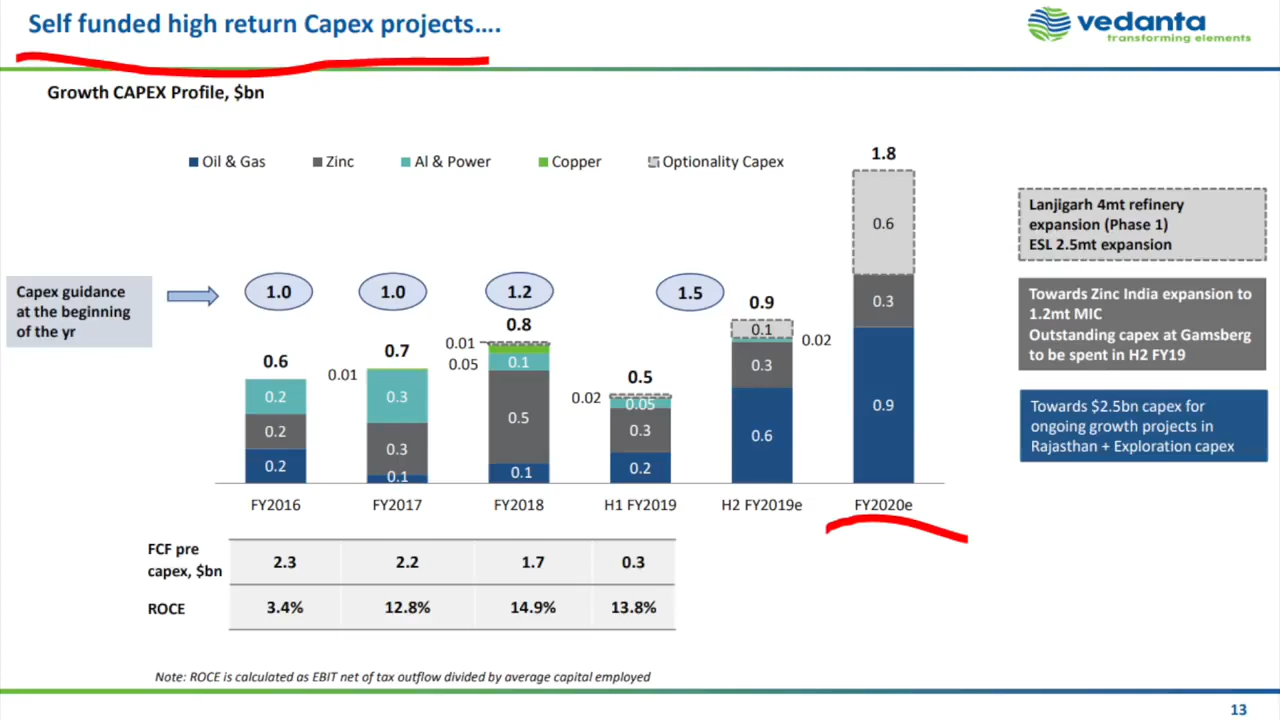 Self funded high return Capex projects....
vedanta
transforming elements
Growth CAPEX Profile, $bn
Oil & Gas
Zinc
Al & Power
Copper
Optionality Capex
Capex guidance
at the beginning
of the yr
1.0
1.0
1.2
1.5
0.6
0.2
0.2
0.2
0.7
0.01
0.3
0.3
0.1
0.8
0.01
0.05
0.1
0.5
0.1
0.5
0.02
0.05
0.3
0.2
0.9
0.1
0.02
0.3
0.6
1.8
0.6
0.3
0.9
FY2016
FY2017
FY2018
H1 FY2019
H2 FY2019e
FY2020e
Lanjigarh 4mt refinery
expansion (Phase 1)
ESL 2.5mt expansion
Towards Zinc India expansion to
1.2mt MIC
Outstanding capex at Gamsberg
to be spent in H2 FY19
Towards $2.5bn capex for
ongoing growth projects in
Rajasthan + Exploration capex
FCF pre
capex, $bn
2.3
2.2
1.7
0.3
ROCE
3.4%
12.8%
14.9%
13.8%
Note: ROCE is calculated as EBIT net of tax outflow divided by average capital employed
13